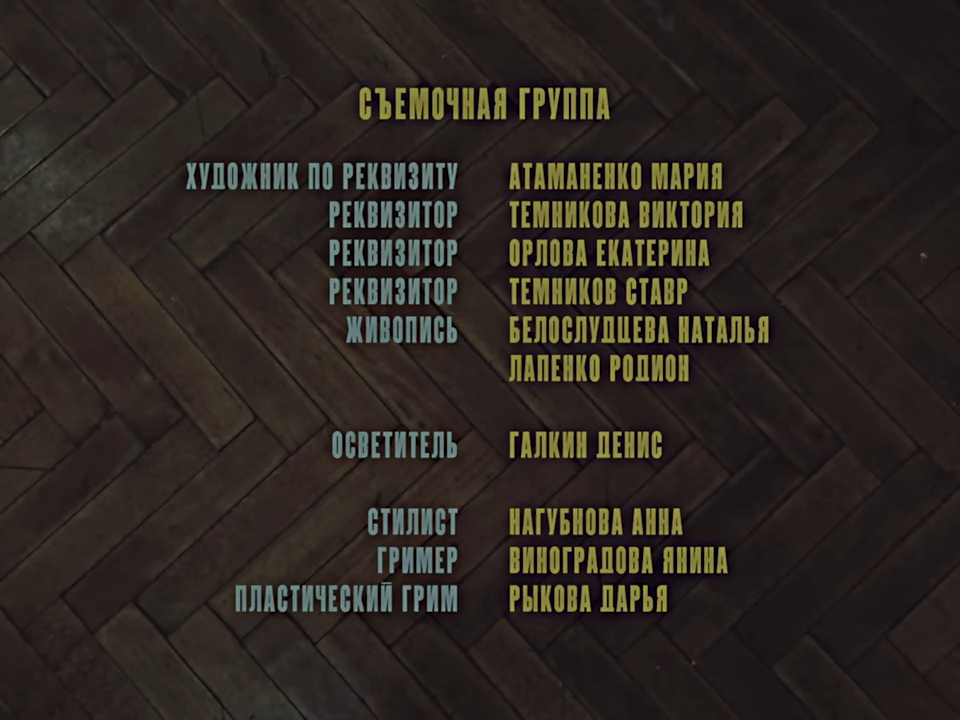 СЪЕМОЧНАЯ ГРУППА
ХУДОЖНИК ПО РЕКВИЗИТУ АТАМАНЕНКО МАРИЯ
РЕКВИЗИТОР ТЕМНИКОВА ВИКТОРИЯ
РЕКВИЗИТОР ОРЛОВА ЕКАТЕРИНА
РЕКВИЗИТОР ТЕМНИКОВ СТАВР
ЖИВОПИСЬ БЕЛОСЛУДЦЕВА НАТАЛЬЯ
ЛАПЕНКО РОДИОН
ОСВЕТИТЕЛЬ ГАЛКИН ДЕНИС
СТИЛИСТ НАГУБНОВА АННА
ГРИМЕР ВИНОГРАДОВА ЯНИНА
ПЛАСТИЧЕСКИЙ ГРИМ РЫКОВА ДАРЬЯ